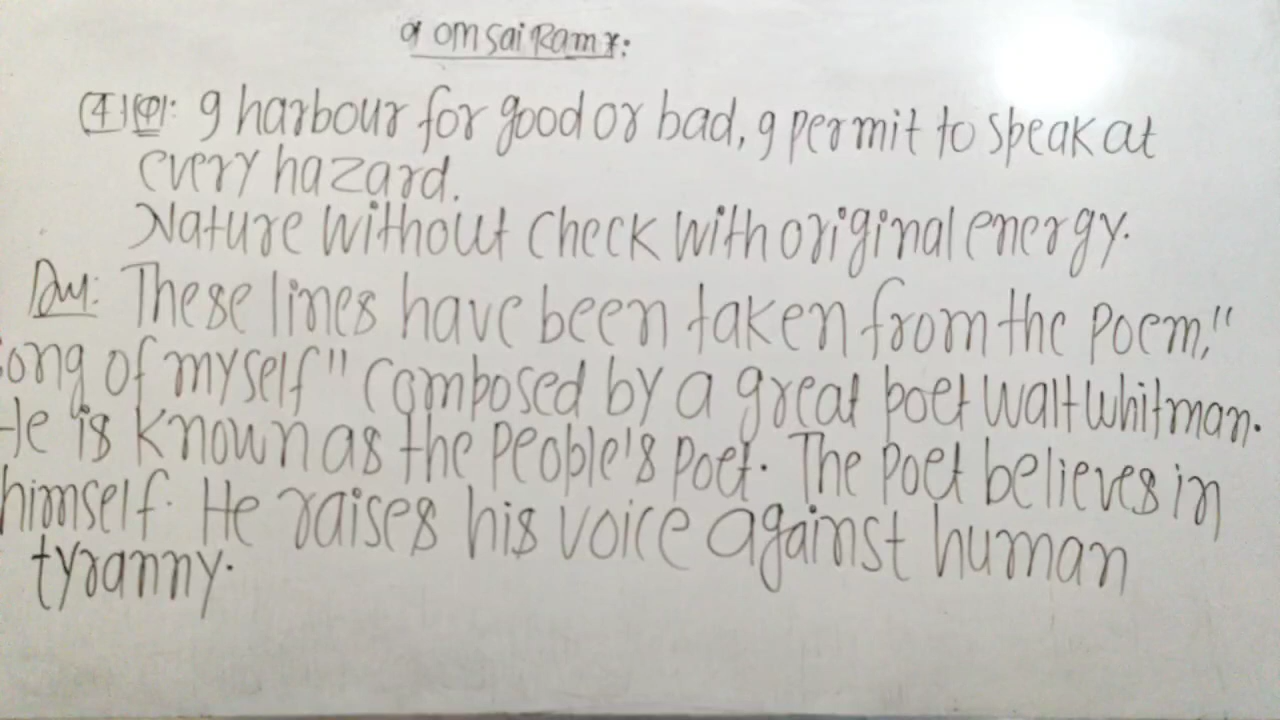 om sai Ram *:
(4)(Q): I harbour for good or bad, I permit to speak at
every hazard.
Nature without check with original energy.
Ans: These lines have been taken from the poem,"
Song of myself" composed by a great poet Walt Whitman.
He is known as the people's poet. The poet believes in
himself. He raises his voice against human
tyranny.